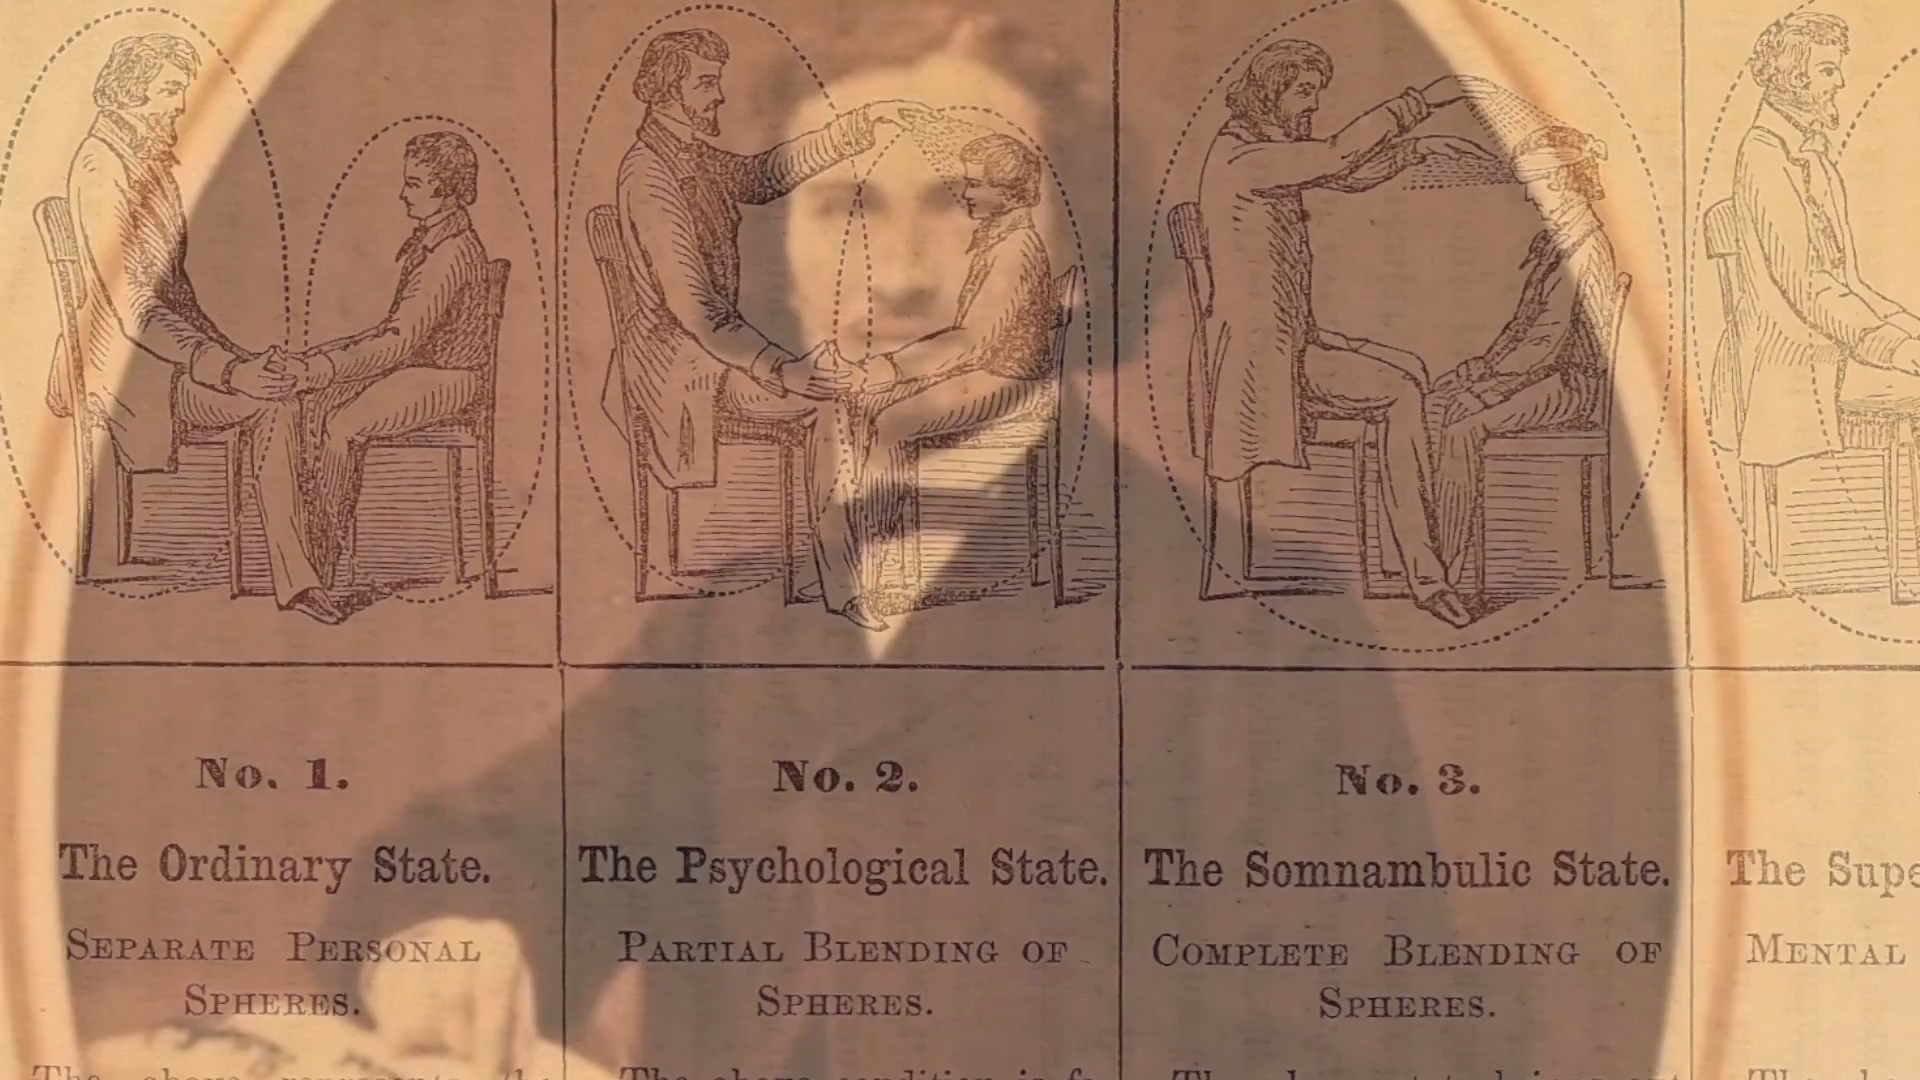 No. 1.
The Ordinary State.
SEPARATE PERSONAL
SPHERES.
No. 2.
The Psychological State.
PARTIAL BLENDING OF
SPHERES.
No. 3.
The Somnambulic State.
COMPLETE BLENDING OF
SPHERES.
The
MENTAL